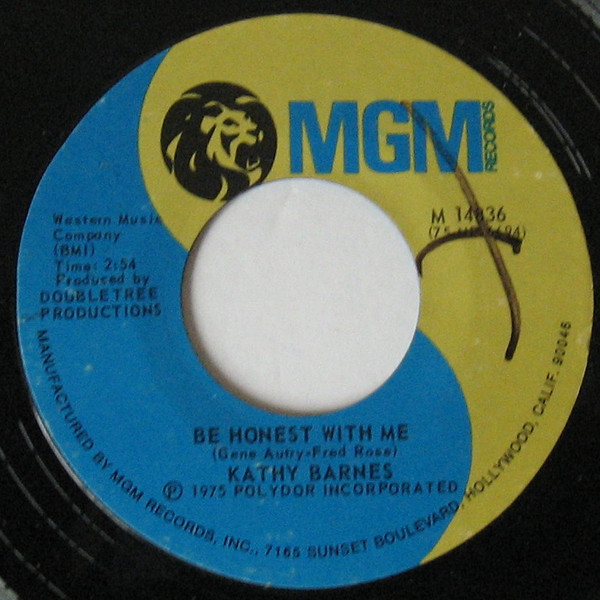 MGM
RECORDS
M 14836
Western Music
Company
(BMI)
Time: 2:54
Produced by
DOUBLETREE
PRODUCTIONS
BE HONEST WITH ME
(Gene Autry-Fred Rose)
KATHY BARNES
℗ 1975 POLYDOR INCORPORATED
MANUFACTURED BY MGM RECORDS, INC., 7165 SUNSET BOULEVARD, HOLLYWOOD, CALIF. 90046